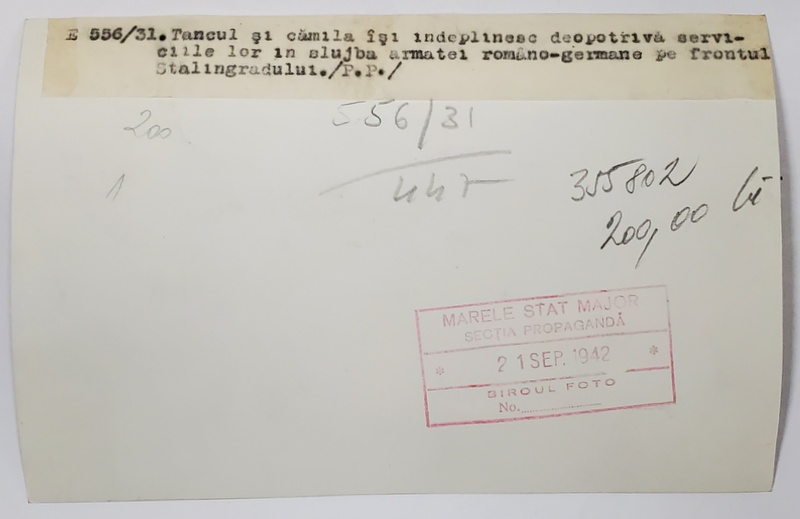 E 556/31.Tancul şi cămila îşi îndeplinesc deopotrivă servi-
ciile lor în slujba armatei româno-germane pe frontul
Stalingradului./P.P./
200
556/31
1
447
355802
200,00 lei
MARELE STAT MAJOR
SECŢIA PROPAGANDĂ
* 21 SEP. 1942 *
BIROUL FOTO
No.